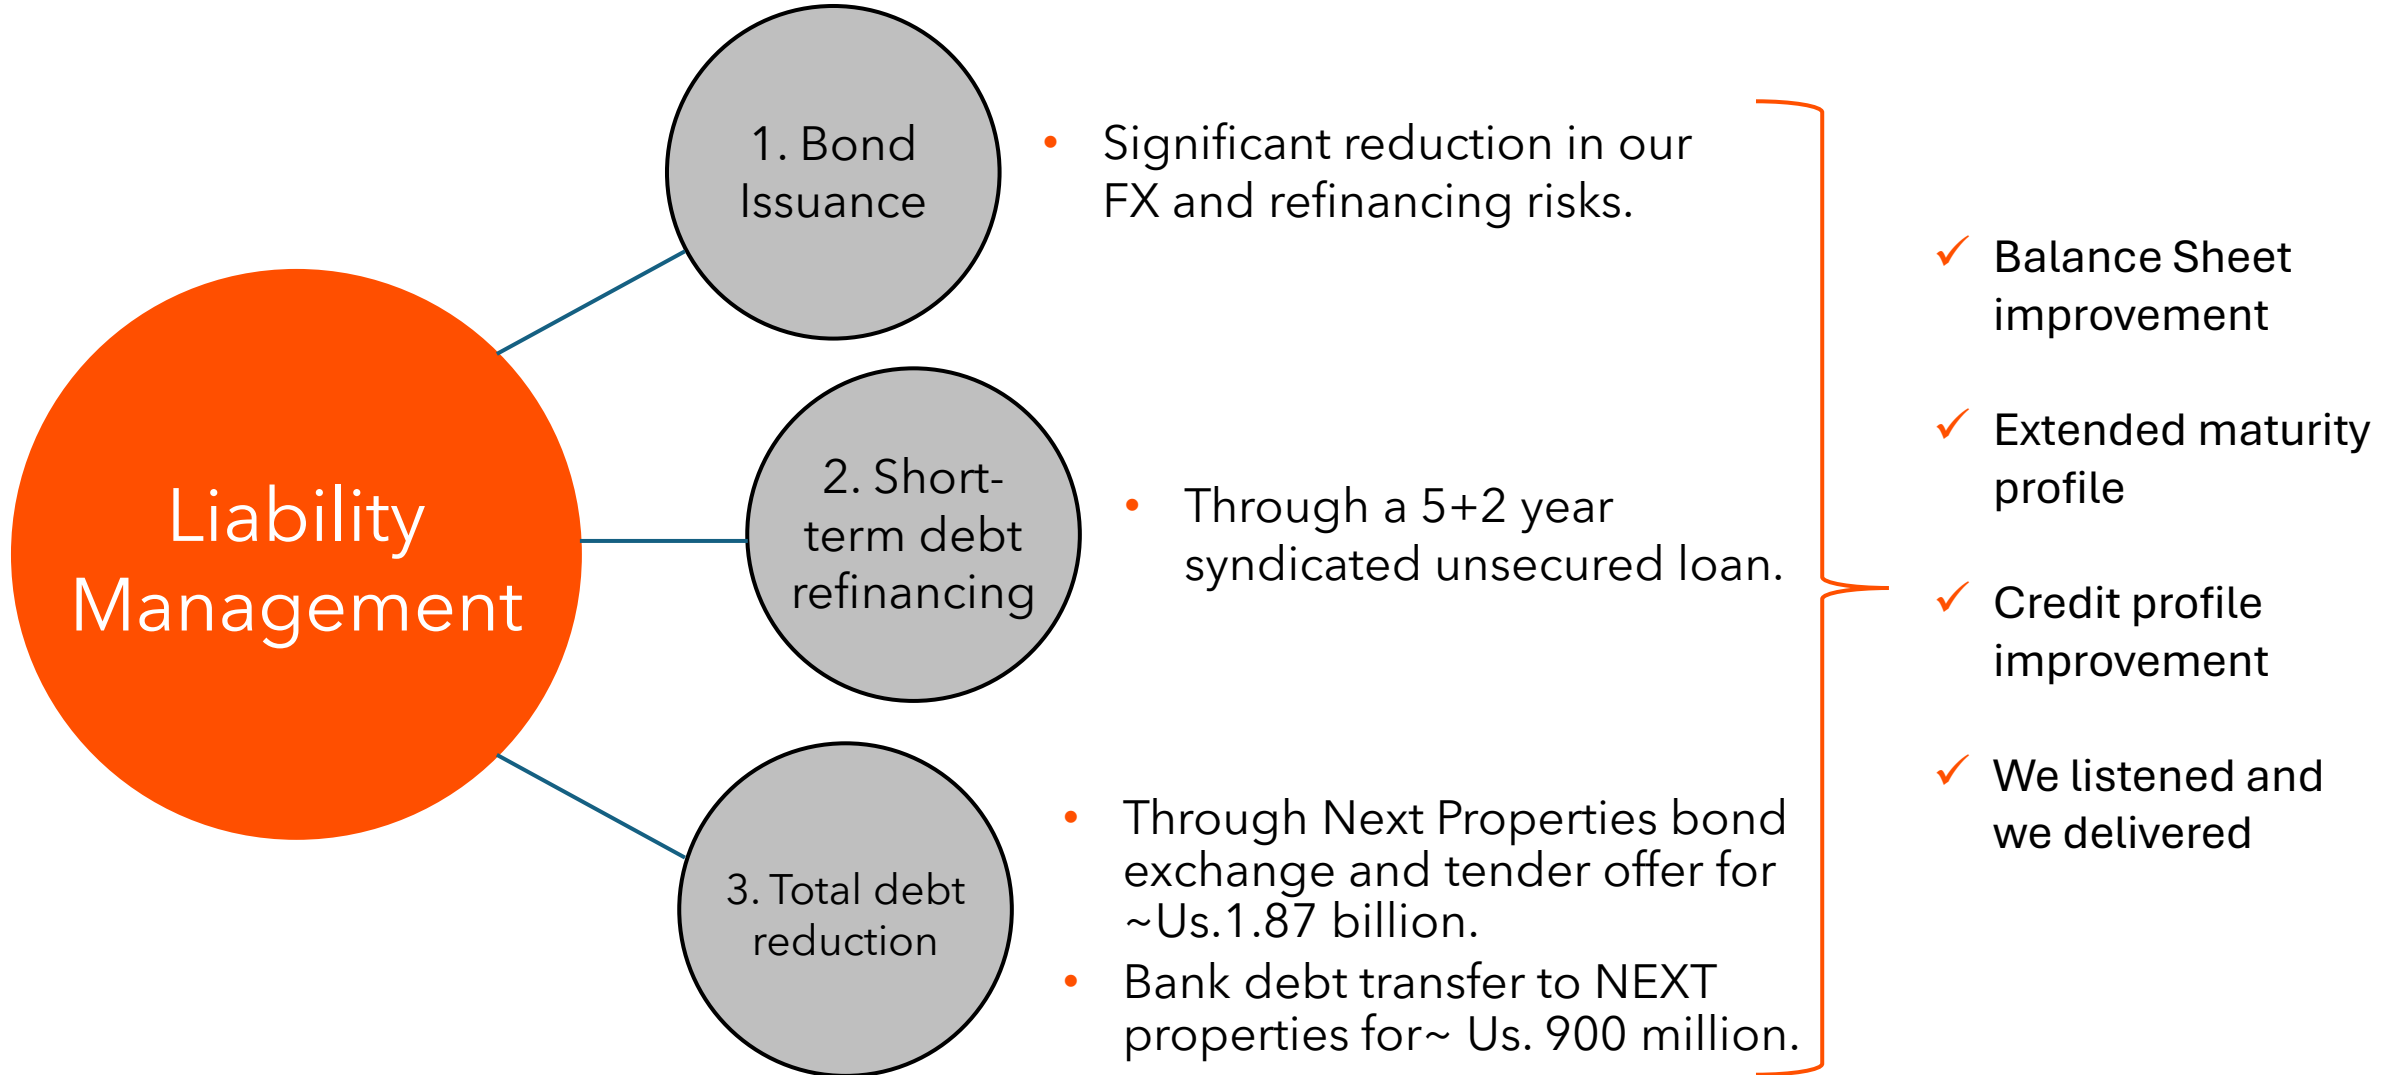 Liability
Management
1. Bond
Issuance
• Significant reduction in our
FX and refinancing risks.
2. Short-
term debt
refinancing
• Through a 5+2 year
syndicated unsecured loan.
3. Total debt
reduction
• Through Next Properties bond
exchange and tender offer for
~Us.1.87 billion.
• Bank debt transfer to NEXT
properties for~ Us. 900 million.
✓ Balance Sheet
improvement
✓ Extended maturity
profile
✓ Credit profile
improvement
✓ We listened and
we delivered